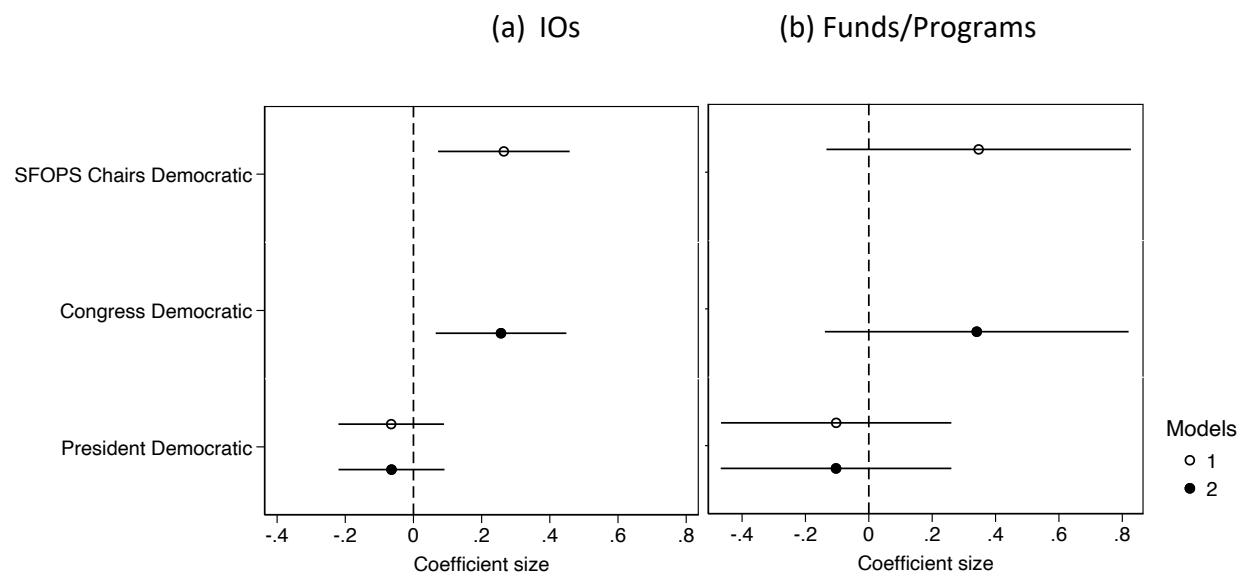 (a) IOs
(b) Funds/Programs
SFOPS Chairs Democratic
Congress Democratic
President Democratic
-.4 -.2 0 .2 .4 .6 .8
Coefficient size
-.4 -.2 0 .2 .4 .6 .8
Coefficient size
Models
1
2